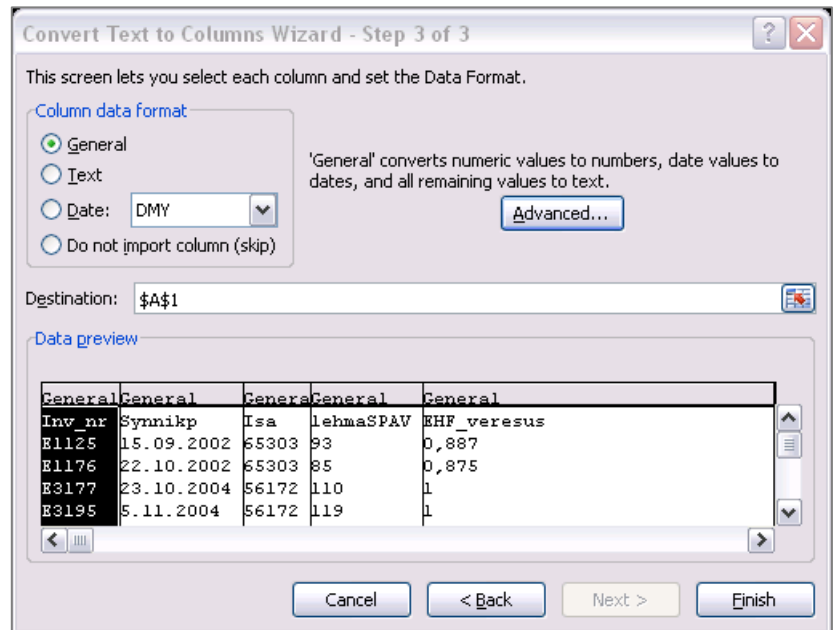 Convert Text to Columns Wizard - Step 3 of 3
This screen lets you select each column and set the Data Format.
Column data format
General
Text
Date: DMY
Do not import column (skip)
'General' converts numeric values to numbers, date values to
dates, and all remaining values to text.
Advanced...
Destination: $A$1
Data preview
General General Genera General General
Inv_nr Synnikp Isa lehmaSPAV EHF_veresus
E1125 15.09.2002 65303 93 0,887
E1176 22.10.2002 65303 85 0,875
E3177 23.10.2004 56172 110 1
E3195 5.11.2004 56172 119 1
Cancel < Back Next > Finish